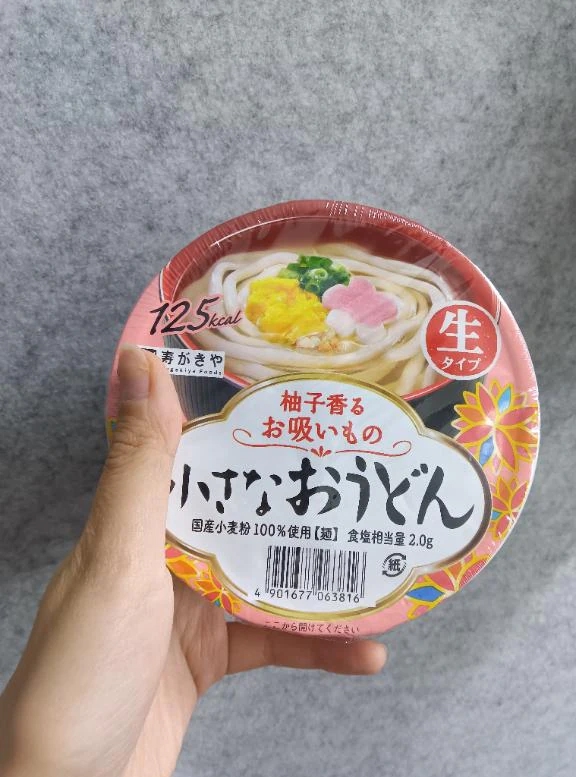 125kcal
寿がきや
Foods
生
タイプ
柚子香る
お吸いもの
小さなおうどん
国産小麦粉100%使用【麺】 食塩相当量2.0g
紙
4 901677 063816
ここから開けてください